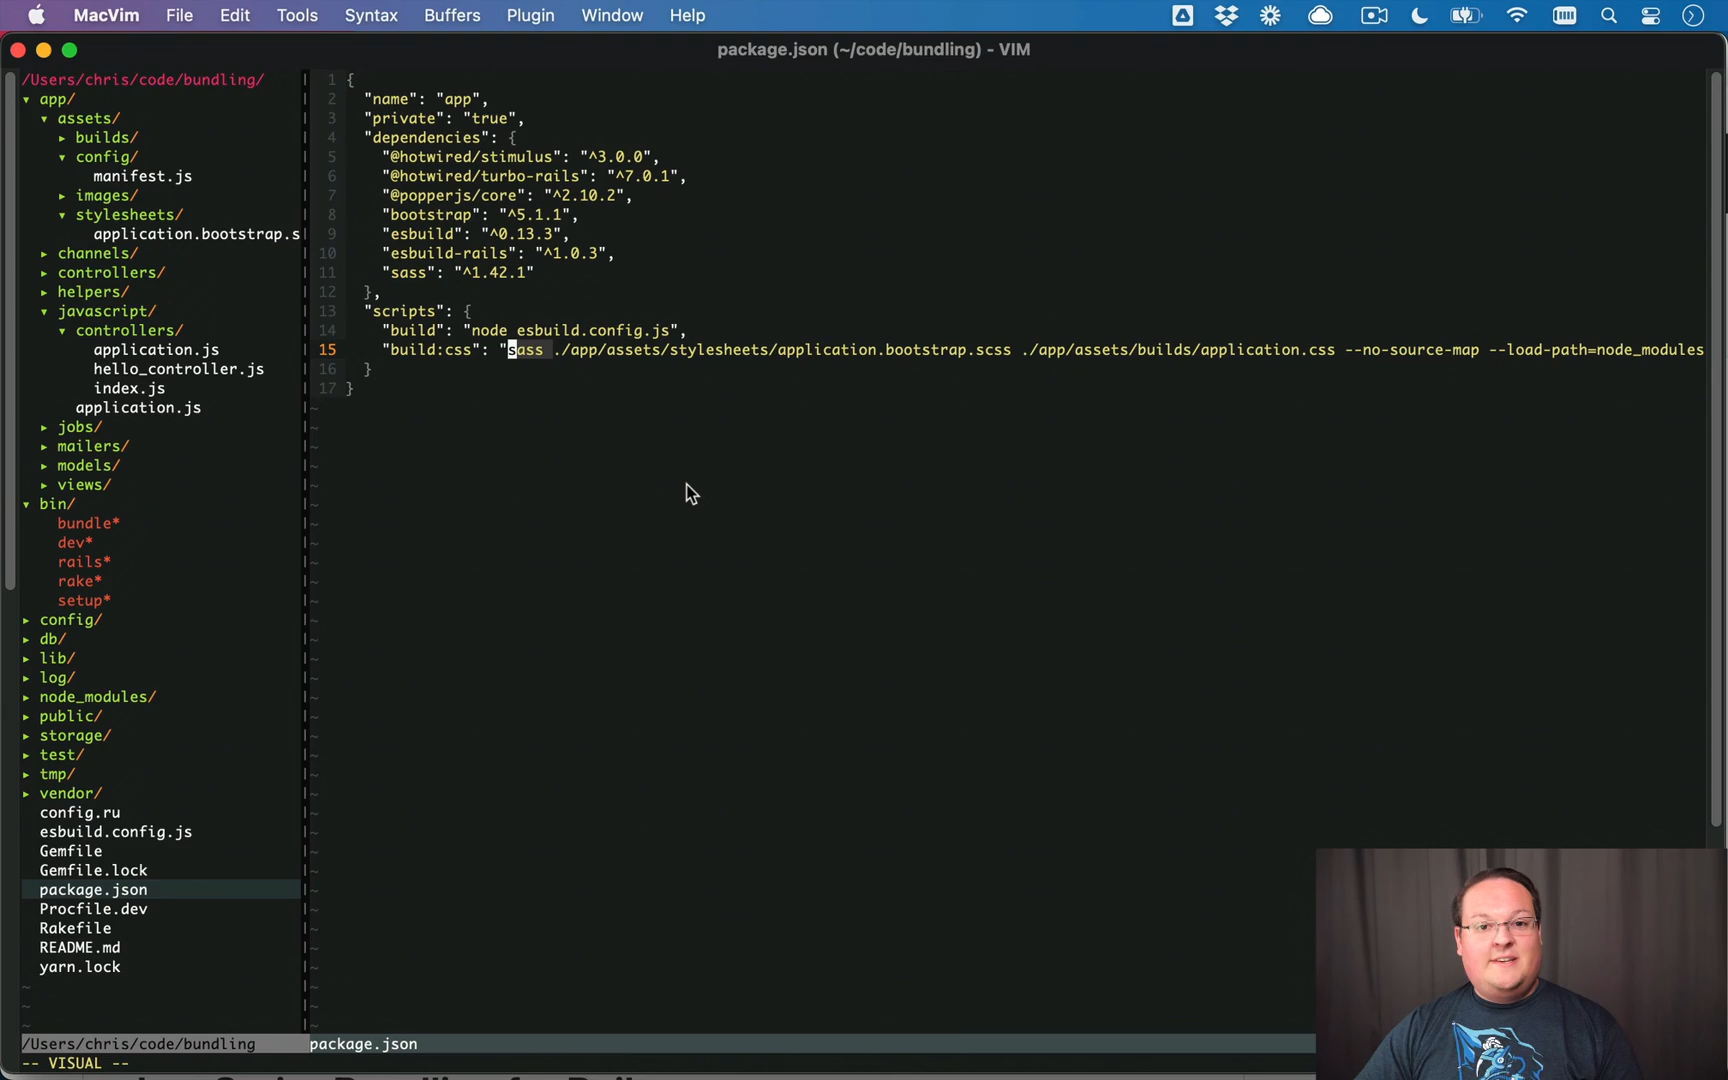 MacVim File Edit Tools Syntax Buffers Plugin Window Help
package.json (~/code/bundling) - VIM
/Users/chris/code/bundling/
▾ app/
▾ assets/
▸ builds/
▾ config/
manifest.js
▸ images/
▾ stylesheets/
application.bootstrap.s
▸ channels/
▸ controllers/
▸ helpers/
▾ javascript/
▾ controllers/
application.js
hello_controller.js
index.js
application.js
▸ jobs/
▸ mailers/
▸ models/
▸ views/
▾ bin/
bundle*
dev*
rails*
rake*
setup*
▸ config/
▸ db/
▸ lib/
▸ log/
▸ node_modules/
▸ public/
▸ storage/
▸ test/
▸ tmp/
▸ vendor/
config.ru
esbuild.config.js
Gemfile
Gemfile.lock
package.json
Procfile.dev
Rakefile
README.md
yarn.lock
1 {
2 "name": "app",
3 "private": "true",
4 "dependencies": {
5 "@hotwired/stimulus": "^3.0.0",
6 "@hotwired/turbo-rails": "^7.0.1",
7 "@popperjs/core": "^2.10.2",
8 "bootstrap": "^5.1.1",
9 "esbuild": "^0.13.3",
10 "esbuild-rails": "^1.0.3",
11 "sass": "^1.42.1"
12 },
13 "scripts": {
14 "build": "node esbuild.config.js",
15 "build:css": "sass ./app/assets/stylesheets/application.bootstrap.scss ./app/assets/builds/application.css --no-source-map --load-path=node_modules
16 }
17 }
/Users/chris/code/bundling package.json
-- VISUAL --